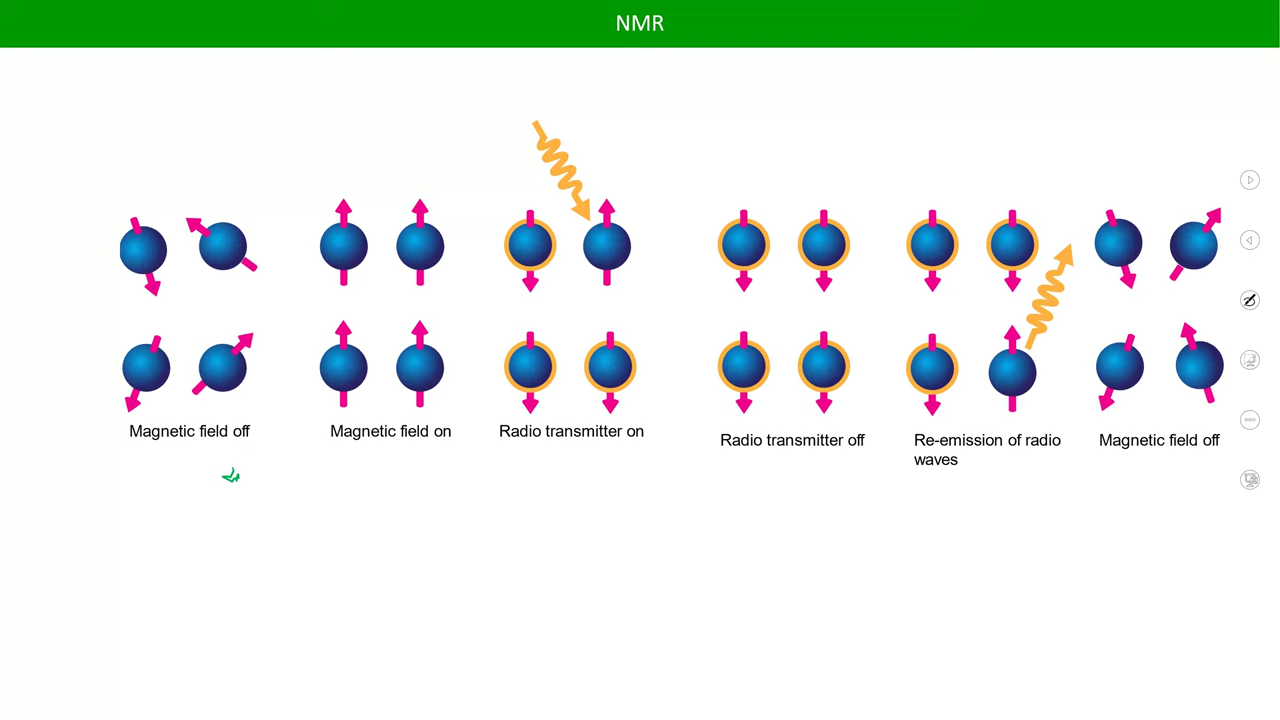 NMR
Magnetic field off
Magnetic field on
Radio transmitter on
Radio transmitter off
Re-emission of radio
waves
Magnetic field off